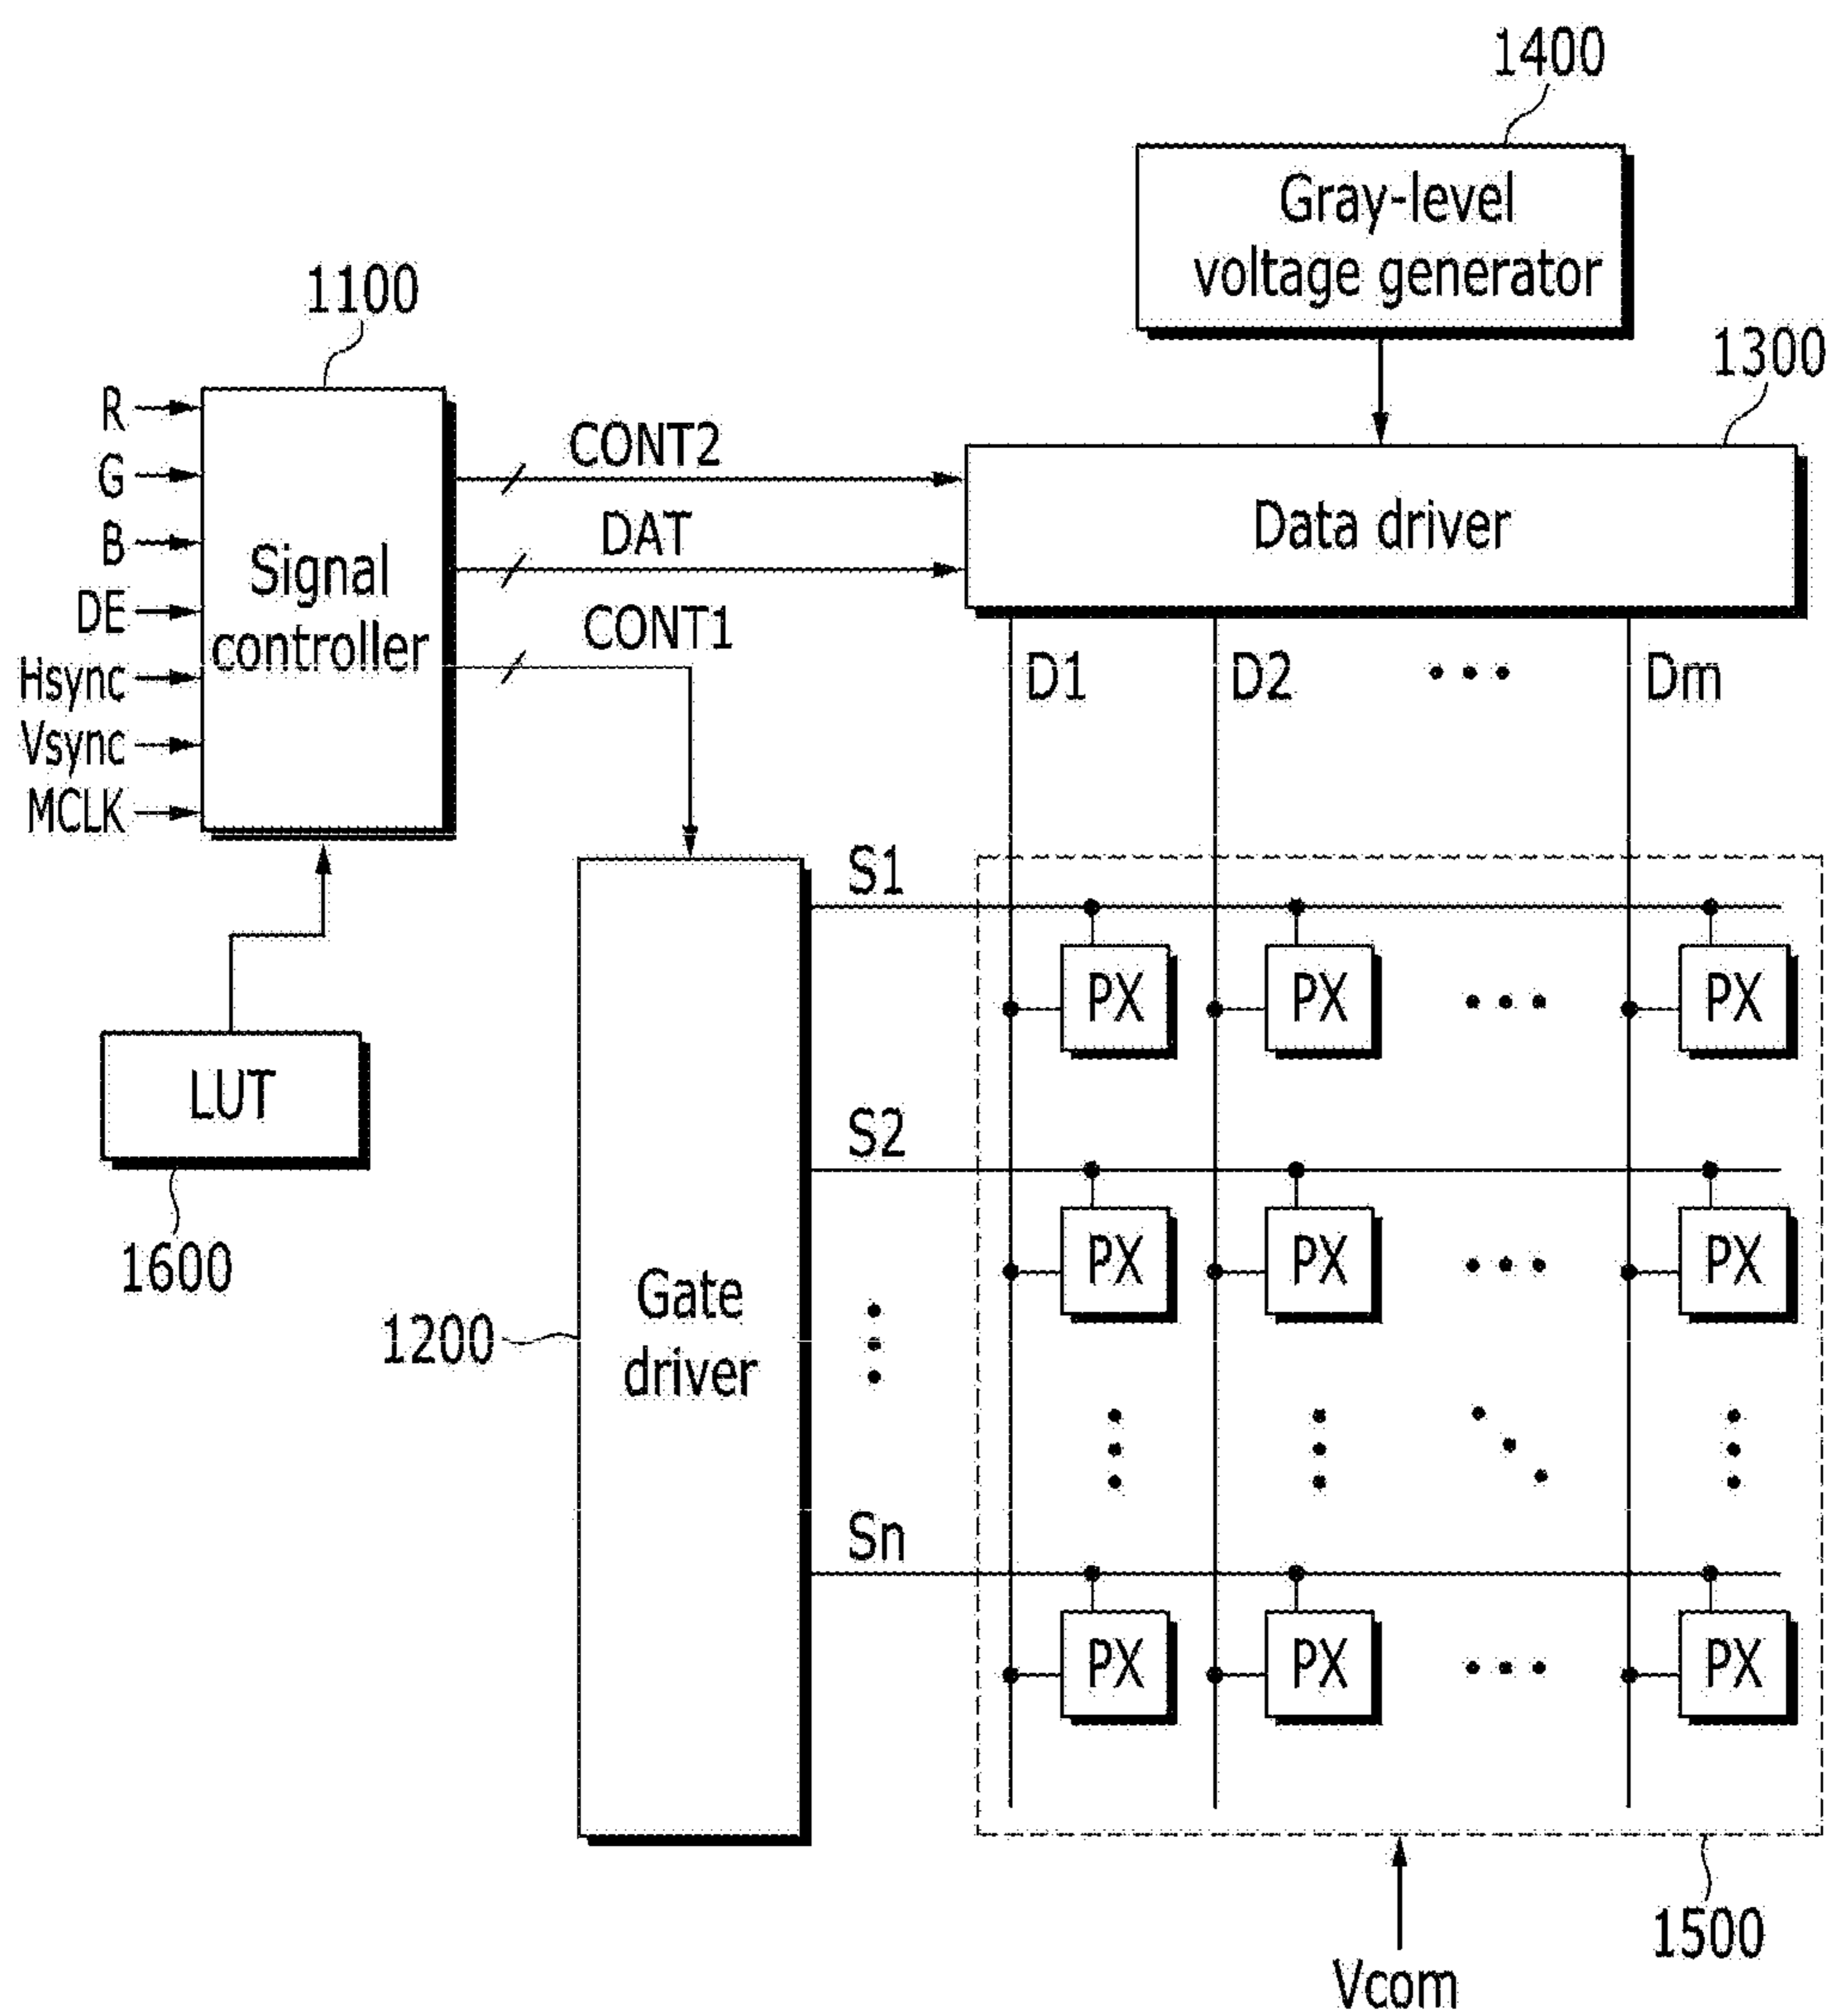 1400
Gray-level
voltage generator
1100
1300
R
G
B
DE
Hsync
Vsync
MCLK
Signal
controller
CONT2
DAT
CONT1
Data driver
D1 D2 Dm
S1
PX PX PX
LUT
1600
S2
PX PX PX
1200
Gate
driver
Sn
PX PX PX
1500
Vcom